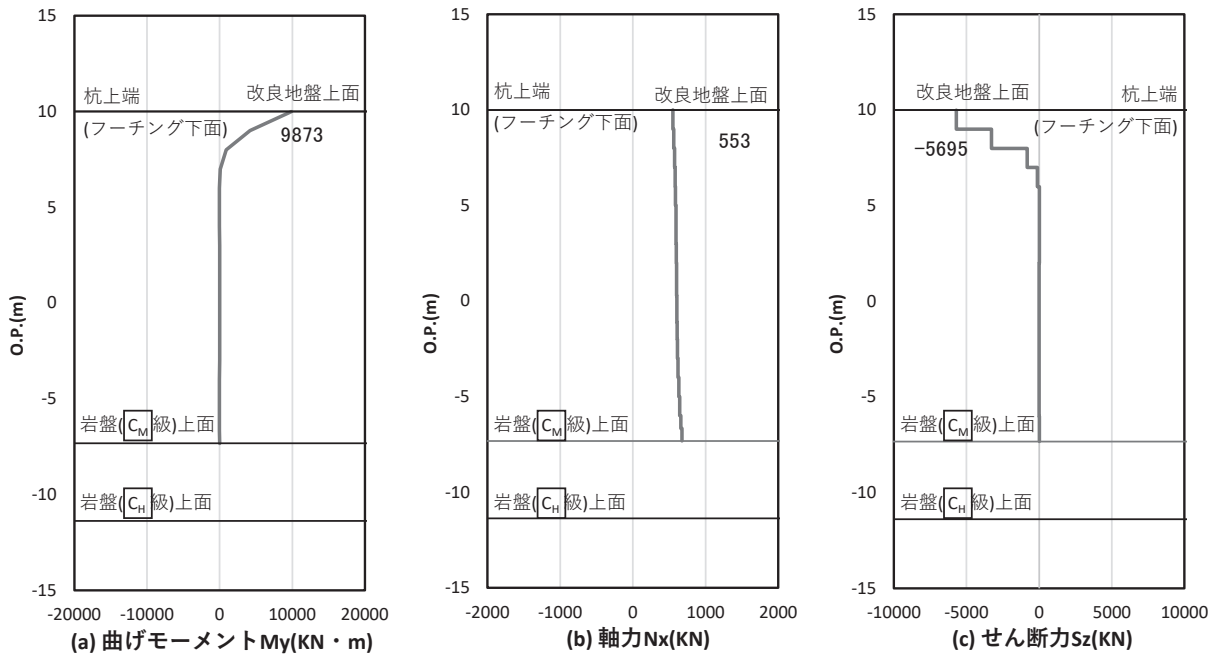 15
10
5
0
-5
-10
-15
O.P.(m)
杭上端
改良地盤上面
(フーチング下面)
9873
岩盤(CM級)上面
岩盤(CH級)上面
-20000 -10000 0 10000 20000
(a) 曲げモーメントMy(KN・m)
15
10
5
0
-5
-10
-15
O.P.(m)
杭上端
改良地盤上面
(フーチング下面)
553
岩盤(CM級)上面
岩盤(CH級)上面
-2000 -1000 0 1000 2000
(b) 軸力Nx(KN)
15
10
5
0
-5
-10
-15
O.P.(m)
改良地盤上面
杭上端
(フーチング下面)
-5695
岩盤(CM級)上面
岩盤(CH級)上面
-10000 -5000 0 5000 10000
(c) せん断力Sz(KN)